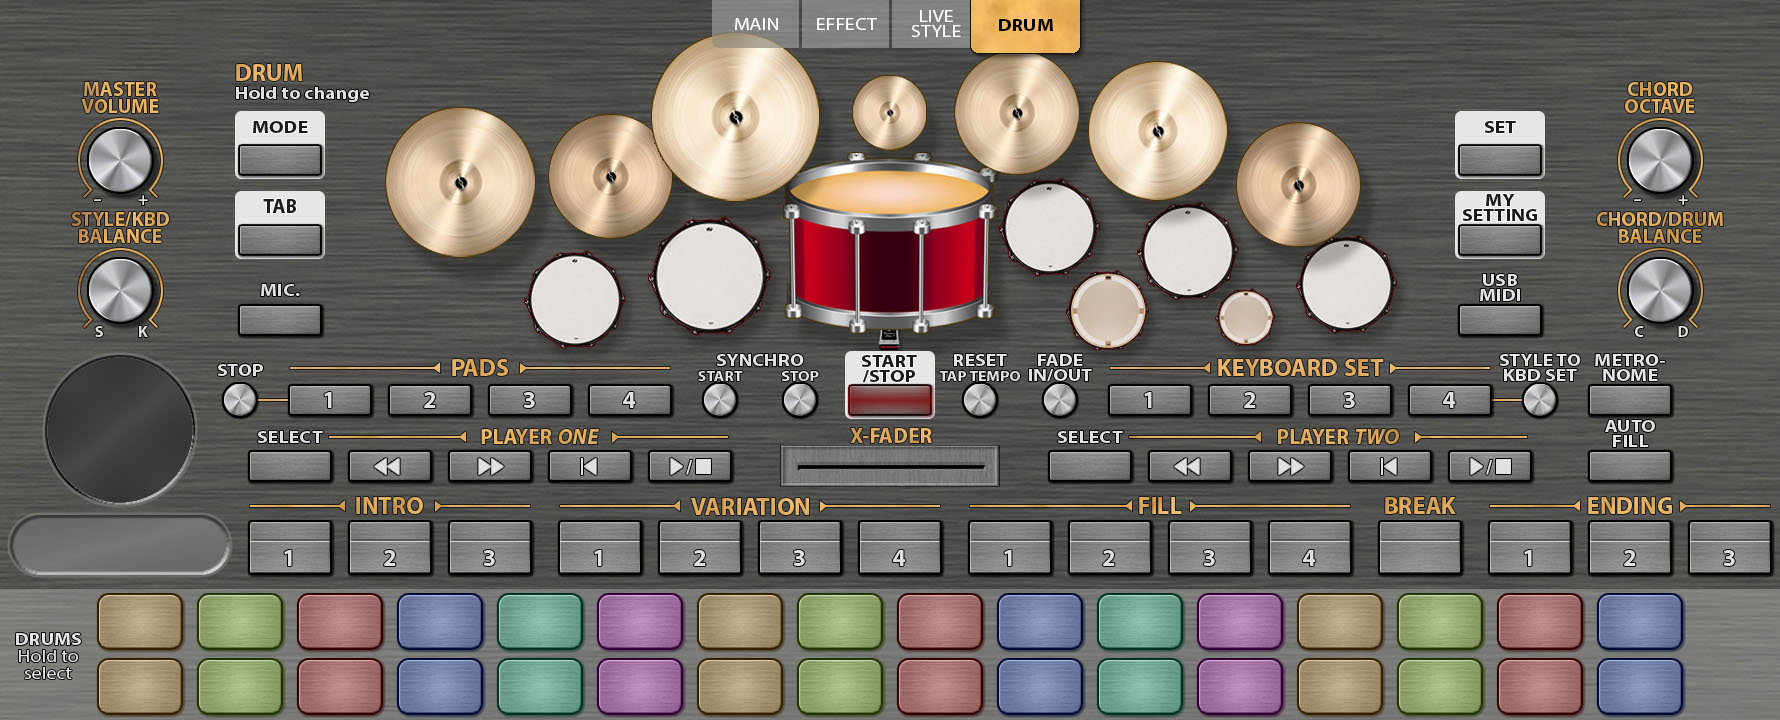 MAIN
EFFECT
LIVE
STYLE
DRUM
MASTER
VOLUME
- +
STYLE/KBD
BALANCE
S K
DRUM
Hold to change
MODE
TAB
MIC.
SET
MY
SETTING
USB
MIDI
CHORD
OCTAVE
- +
CHORD/DRUM
BALANCE
C D
STOP
PADS
1 2 3 4
SYNCHRO
START STOP
START
/STOP
RESET
TAP TEMPO
FADE
IN/OUT
KEYBOARD SET
1 2 3 4
STYLE TO
KBD SET
METRO-
NOME
SELECT
PLAYER ONE
/
X-FADER
SELECT
PLAYER TWO
/
AUTO
FILL
INTRO
1 2 3
VARIATION
1 2 3 4
FILL
1 2 3 4
BREAK
ENDING
1 2 3
DRUMS
Hold to
select